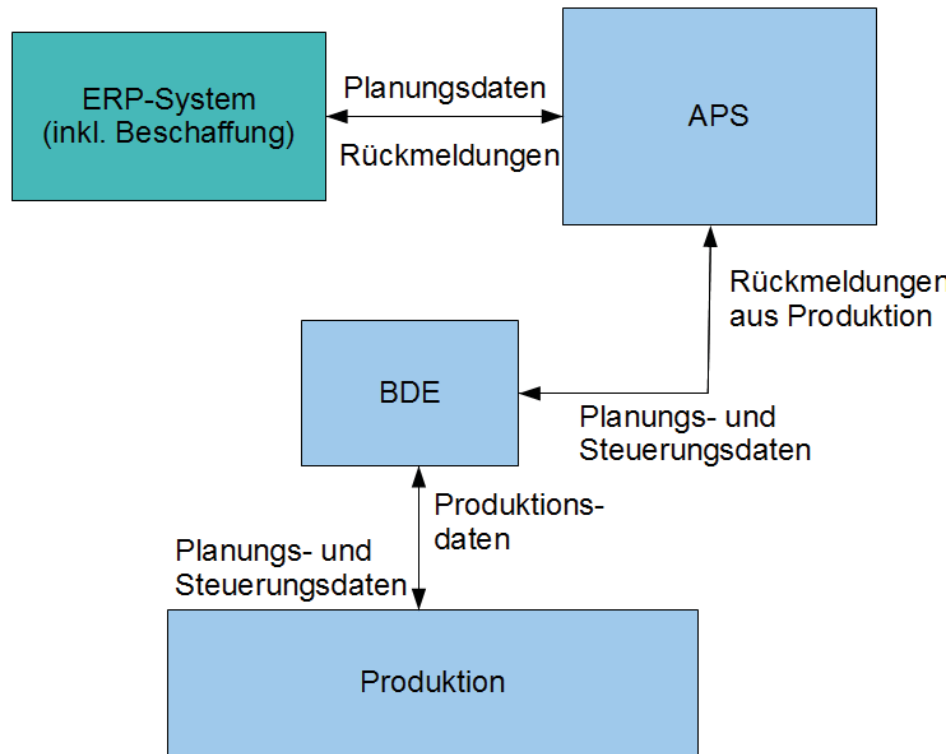 ERP-System
(inkl. Beschaffung)
Planungsdaten
Rückmeldungen
APS
Rückmeldungen
aus Produktion
BDE
Planungs- und
Steuerungsdaten
Produktions-
daten
Planungs- und
Steuerungsdaten
Produktion